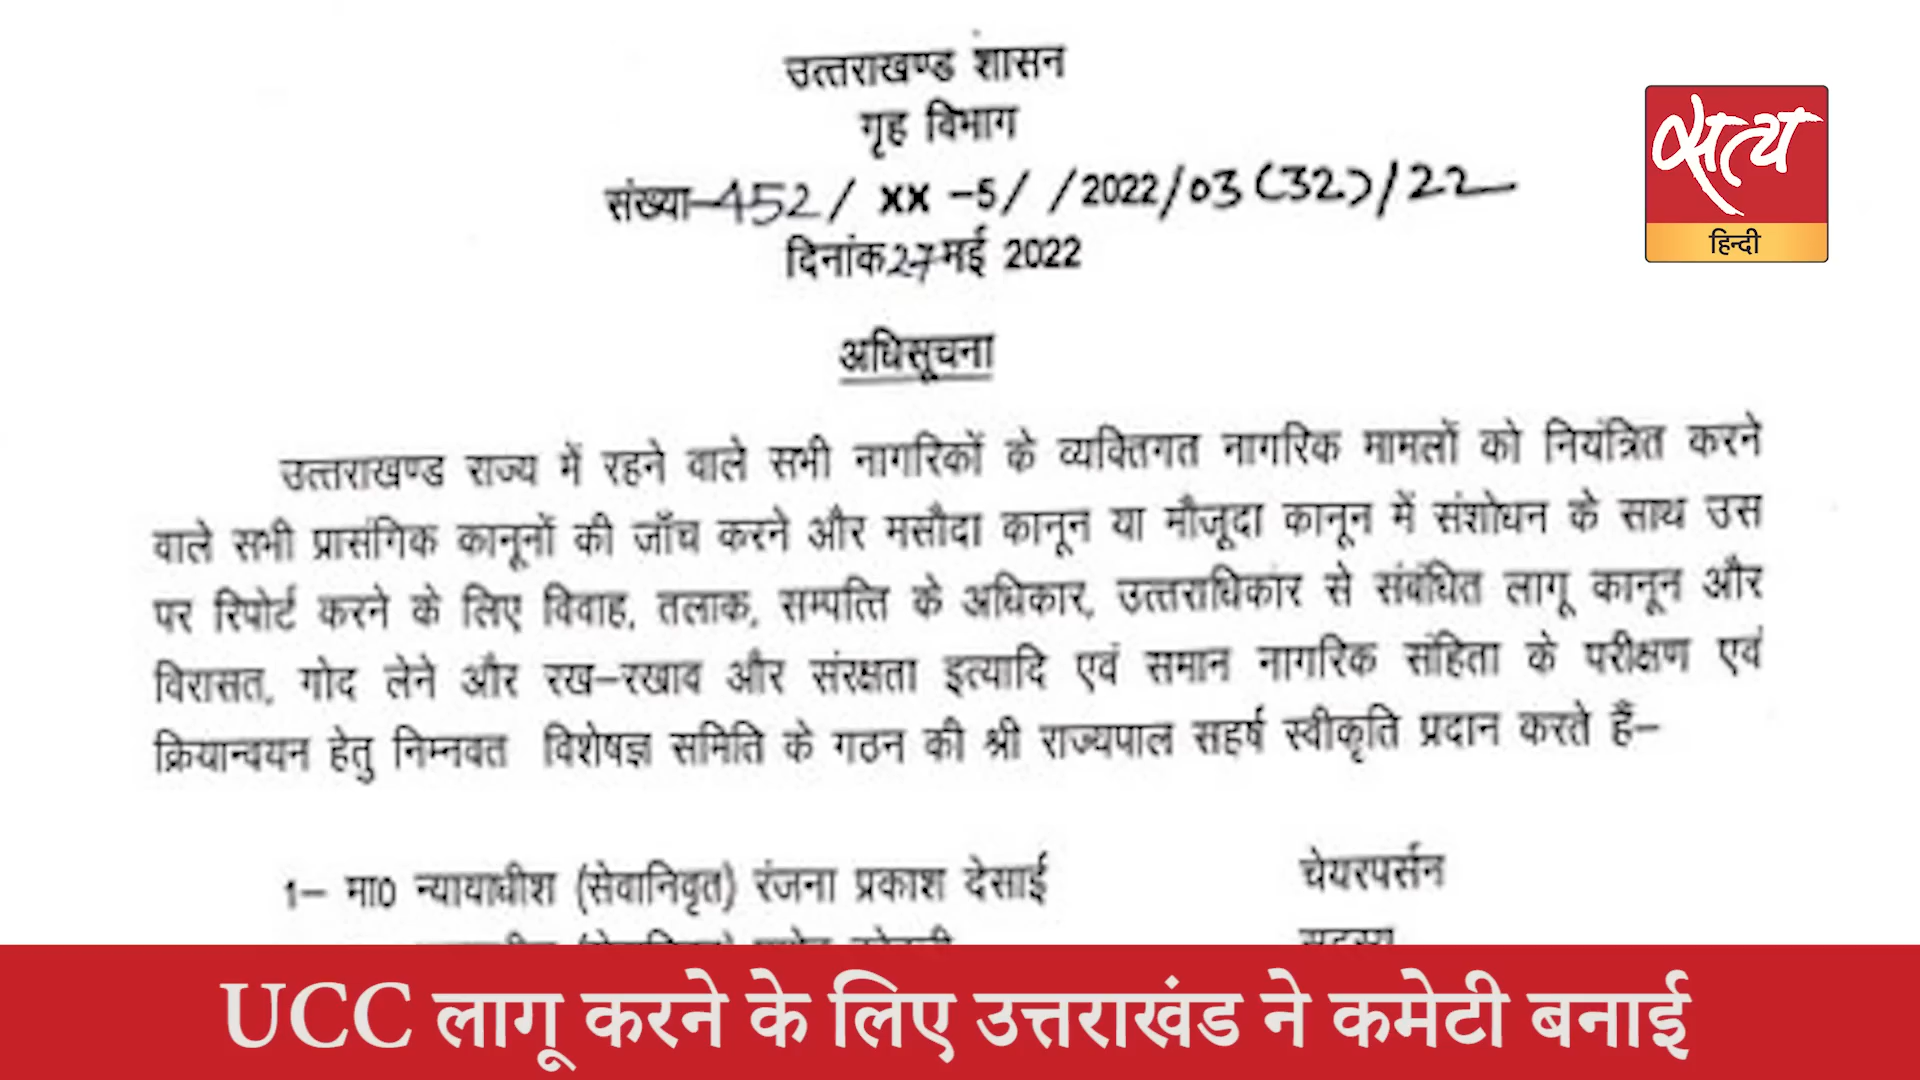 उत्तराखण्ड शासन
गृह विभाग
संख्या-452/ XX -5/ /2022/03(32)/22
दिनांक27मई 2022
सत्य
हिन्दी
अधिसूचना
उत्तराखण्ड राज्य में रहने वाले सभी नागरिकों के व्यक्तिगत नागरिक मामलों को नियंत्रित करने
वाले सभी प्रासंगिक कानूनों की जॉच करने और मसौदा कानून या मौजूदा कानून में संशोधन के साथ उस
पर रिपोर्ट करने के लिए विवाह, तलाक, सम्पत्ति के अधिकार, उत्तराधिकार से संबंधित लागू कानून और
विरासत, गोद लेने और रख-रखाव और संरक्षता इत्यादि एवं समान नागरिक संहिता के परीक्षण एवं
क्रियान्वयन हेतु निम्नवत विशेषज्ञ समिति के गठन की श्री राज्यपाल सहर्ष स्वीकृति प्रदान करते हैं-
1- मा0 न्यायाधीश (सेवानिवृत) रंजना प्रकाश देसाई चेयरपर्सन
UCC लागू करने के लिए उत्तराखंड ने कमेटी बनाई